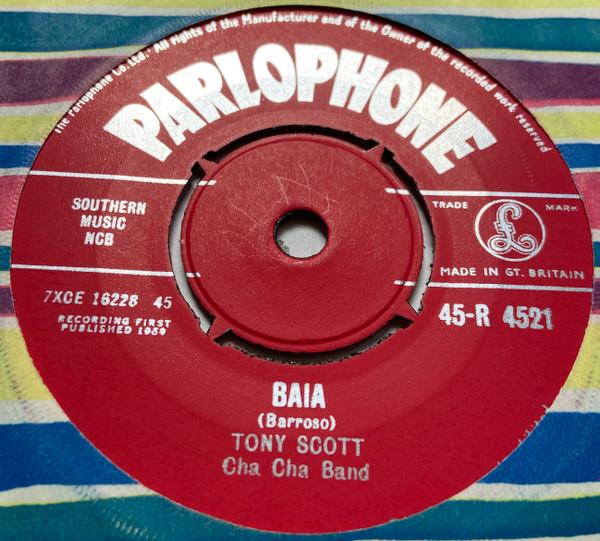 the Parlophone Co.Ltd. All rights of the Manufacturer and of the Owner of the recorded work reserved
PARLOPHONE
SOUTHERN
MUSIC
NCB
TRADE MARK
£
MADE IN GT. BRITAIN
7XCE 16228 45
RECORDING FIRST
PUBLISHED 1959
45-R 4521
BAIA
(Barroso)
TONY SCOTT
Cha Cha Band